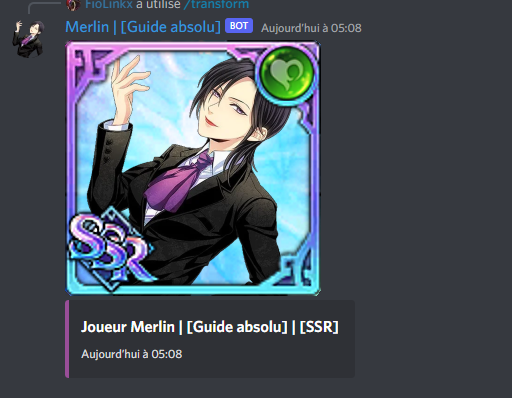 FioLinkx a utilisé /transform
Merlin | [Guide absolu] BOT Aujourd'hui à 05:08
SSR
Joueur Merlin | [Guide absolu] | [SSR]
Aujourd'hui à 05:08